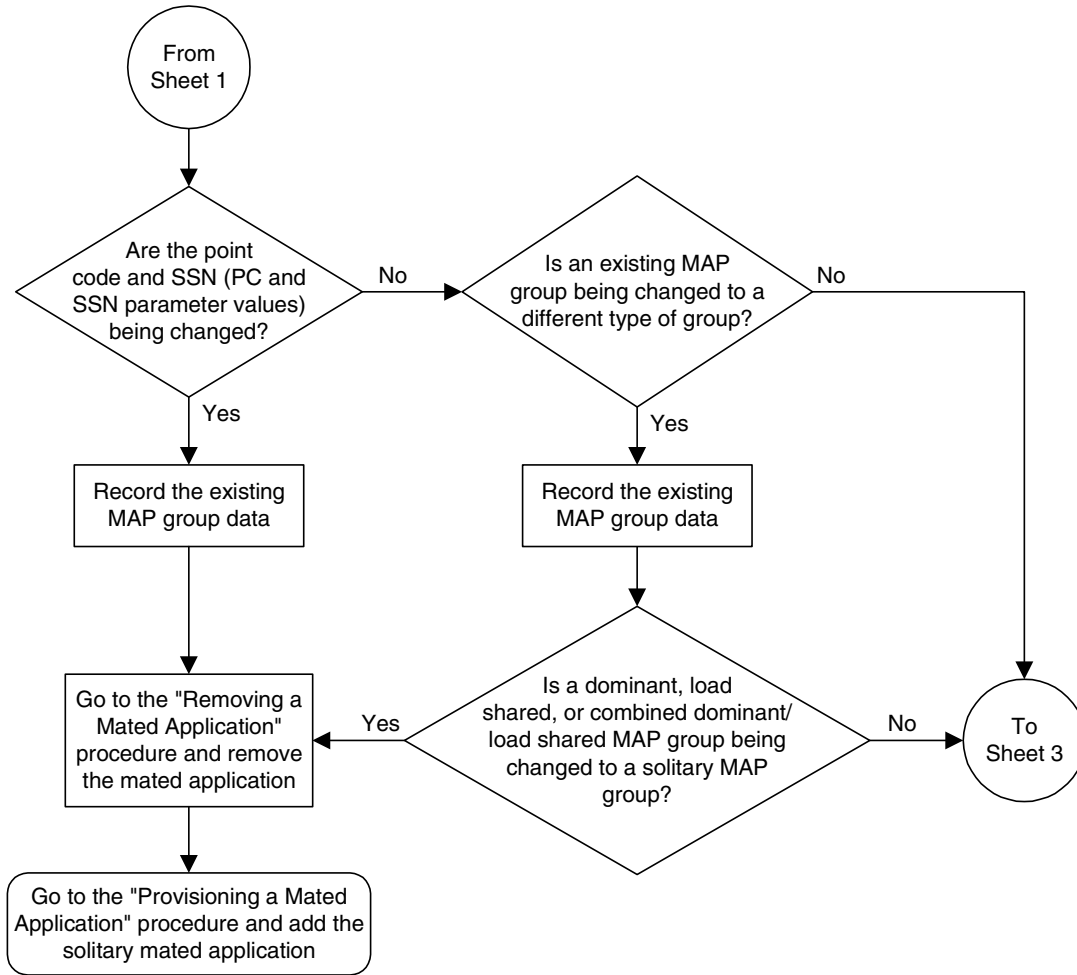 From
Sheet 1
Are the point
code and SSN (PC and
SSN parameter values)
being changed?
No
Is an existing MAP
group being changed to a
different type of group?
No
Yes
Yes
Record the existing
MAP group data
Record the existing
MAP group data
Go to the "Removing a
Mated Application"
procedure and remove
the mated application
Yes
Is a dominant, load
shared, or combined dominant/
load shared MAP group being
changed to a solitary MAP
group?
No
To
Sheet 3
Go to the "Provisioning a Mated
Application" procedure and add the
solitary mated application